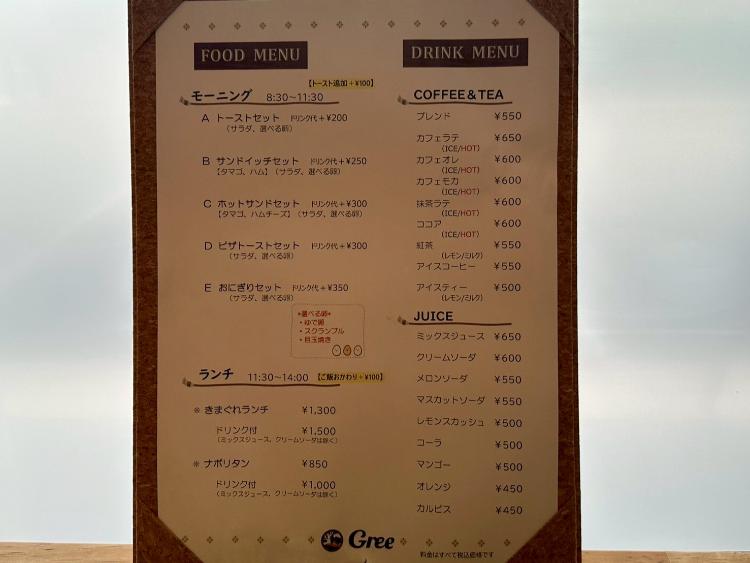 FOOD MENU
【トースト追加+¥100】
モーニング 8:30～11:30
A トーストセット ドリンク代+¥200
(サラダ、選べる卵)
B サンドイッチセット ドリンク代+¥250
【タマゴ、ハム】(サラダ、選べる卵)
C ホットサンドセット ドリンク代+¥300
【タマゴ、ハムチーズ】(サラダ、選べる卵)
D ピザトーストセット ドリンク代+¥300
(サラダ、選べる卵)
E おにぎりセット ドリンク代+¥350
(サラダ、選べる卵)
*選べる卵*
・ゆで卵
・スクランブル
・目玉焼き
ランチ 11:30～14:00 【ご飯おかわり+¥100】
※ きまぐれランチ ¥1,300
ドリンク付 ¥1,500
(ミックスジュース、クリームソーダは除く)
※ ナポリタン ¥850
ドリンク付 ¥1,000
(ミックスジュース、クリームソーダは除く)
DRINK MENU
COFFEE&TEA
ブレンド ¥550
カフェラテ ¥650
(ICE/HOT)
カフェオレ ¥600
(ICE/HOT)
カフェモカ ¥600
(ICE/HOT)
抹茶ラテ ¥600
(ICE/HOT)
ココア ¥600
(ICE/HOT)
紅茶 ¥550
(レモン/ミルク)
アイスコーヒー ¥550
アイスティー ¥500
(レモン/ミルク)
JUICE
ミックスジュース ¥650
クリームソーダ ¥600
メロンソーダ ¥550
マスカットソーダ ¥550
レモンスカッシュ ¥500
コーラ ¥500
マンゴー ¥500
オレンジ ¥450
カルピス ¥450
Gree
料金はすべて税込価格です